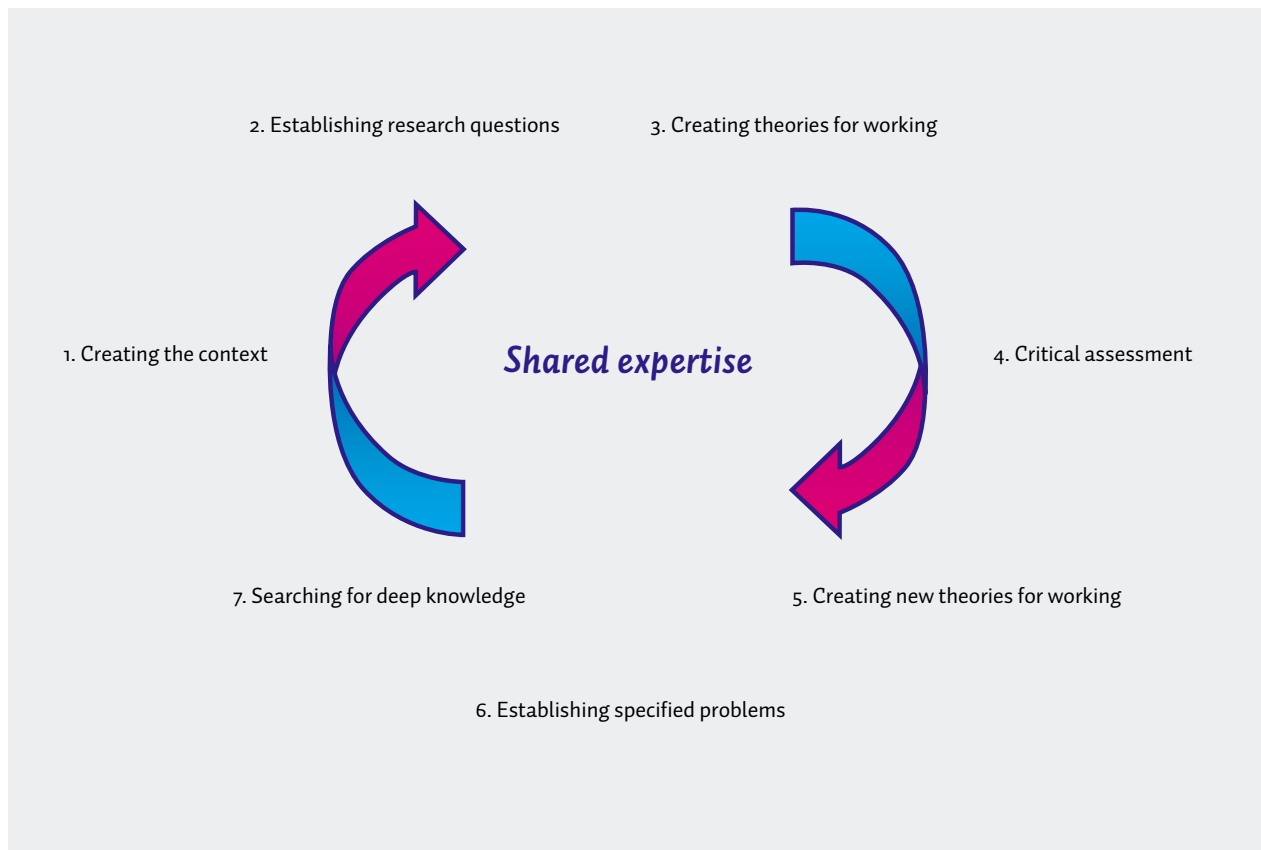 2. Establishing research questions
3. Creating theories for working
1. Creating the context
Shared expertise
4. Critical assessment
7. Searching for deep knowledge
5. Creating new theories for working
6. Establishing specified problems